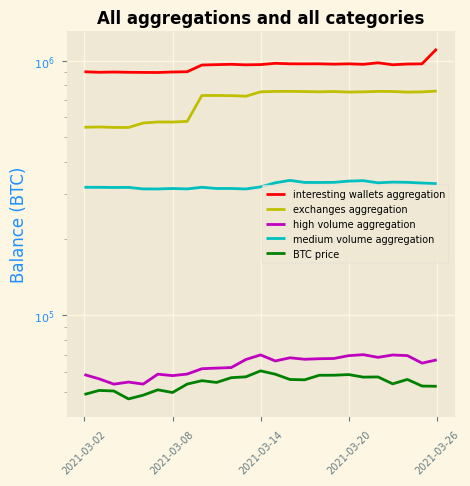 All aggregations and all categories
Balance (BTC)
10^6
10^5
interesting wallets aggregation
exchanges aggregation
high volume aggregation
medium volume aggregation
BTC price
2021-03-02
2021-03-08
2021-03-14
2021-03-20
2021-03-26